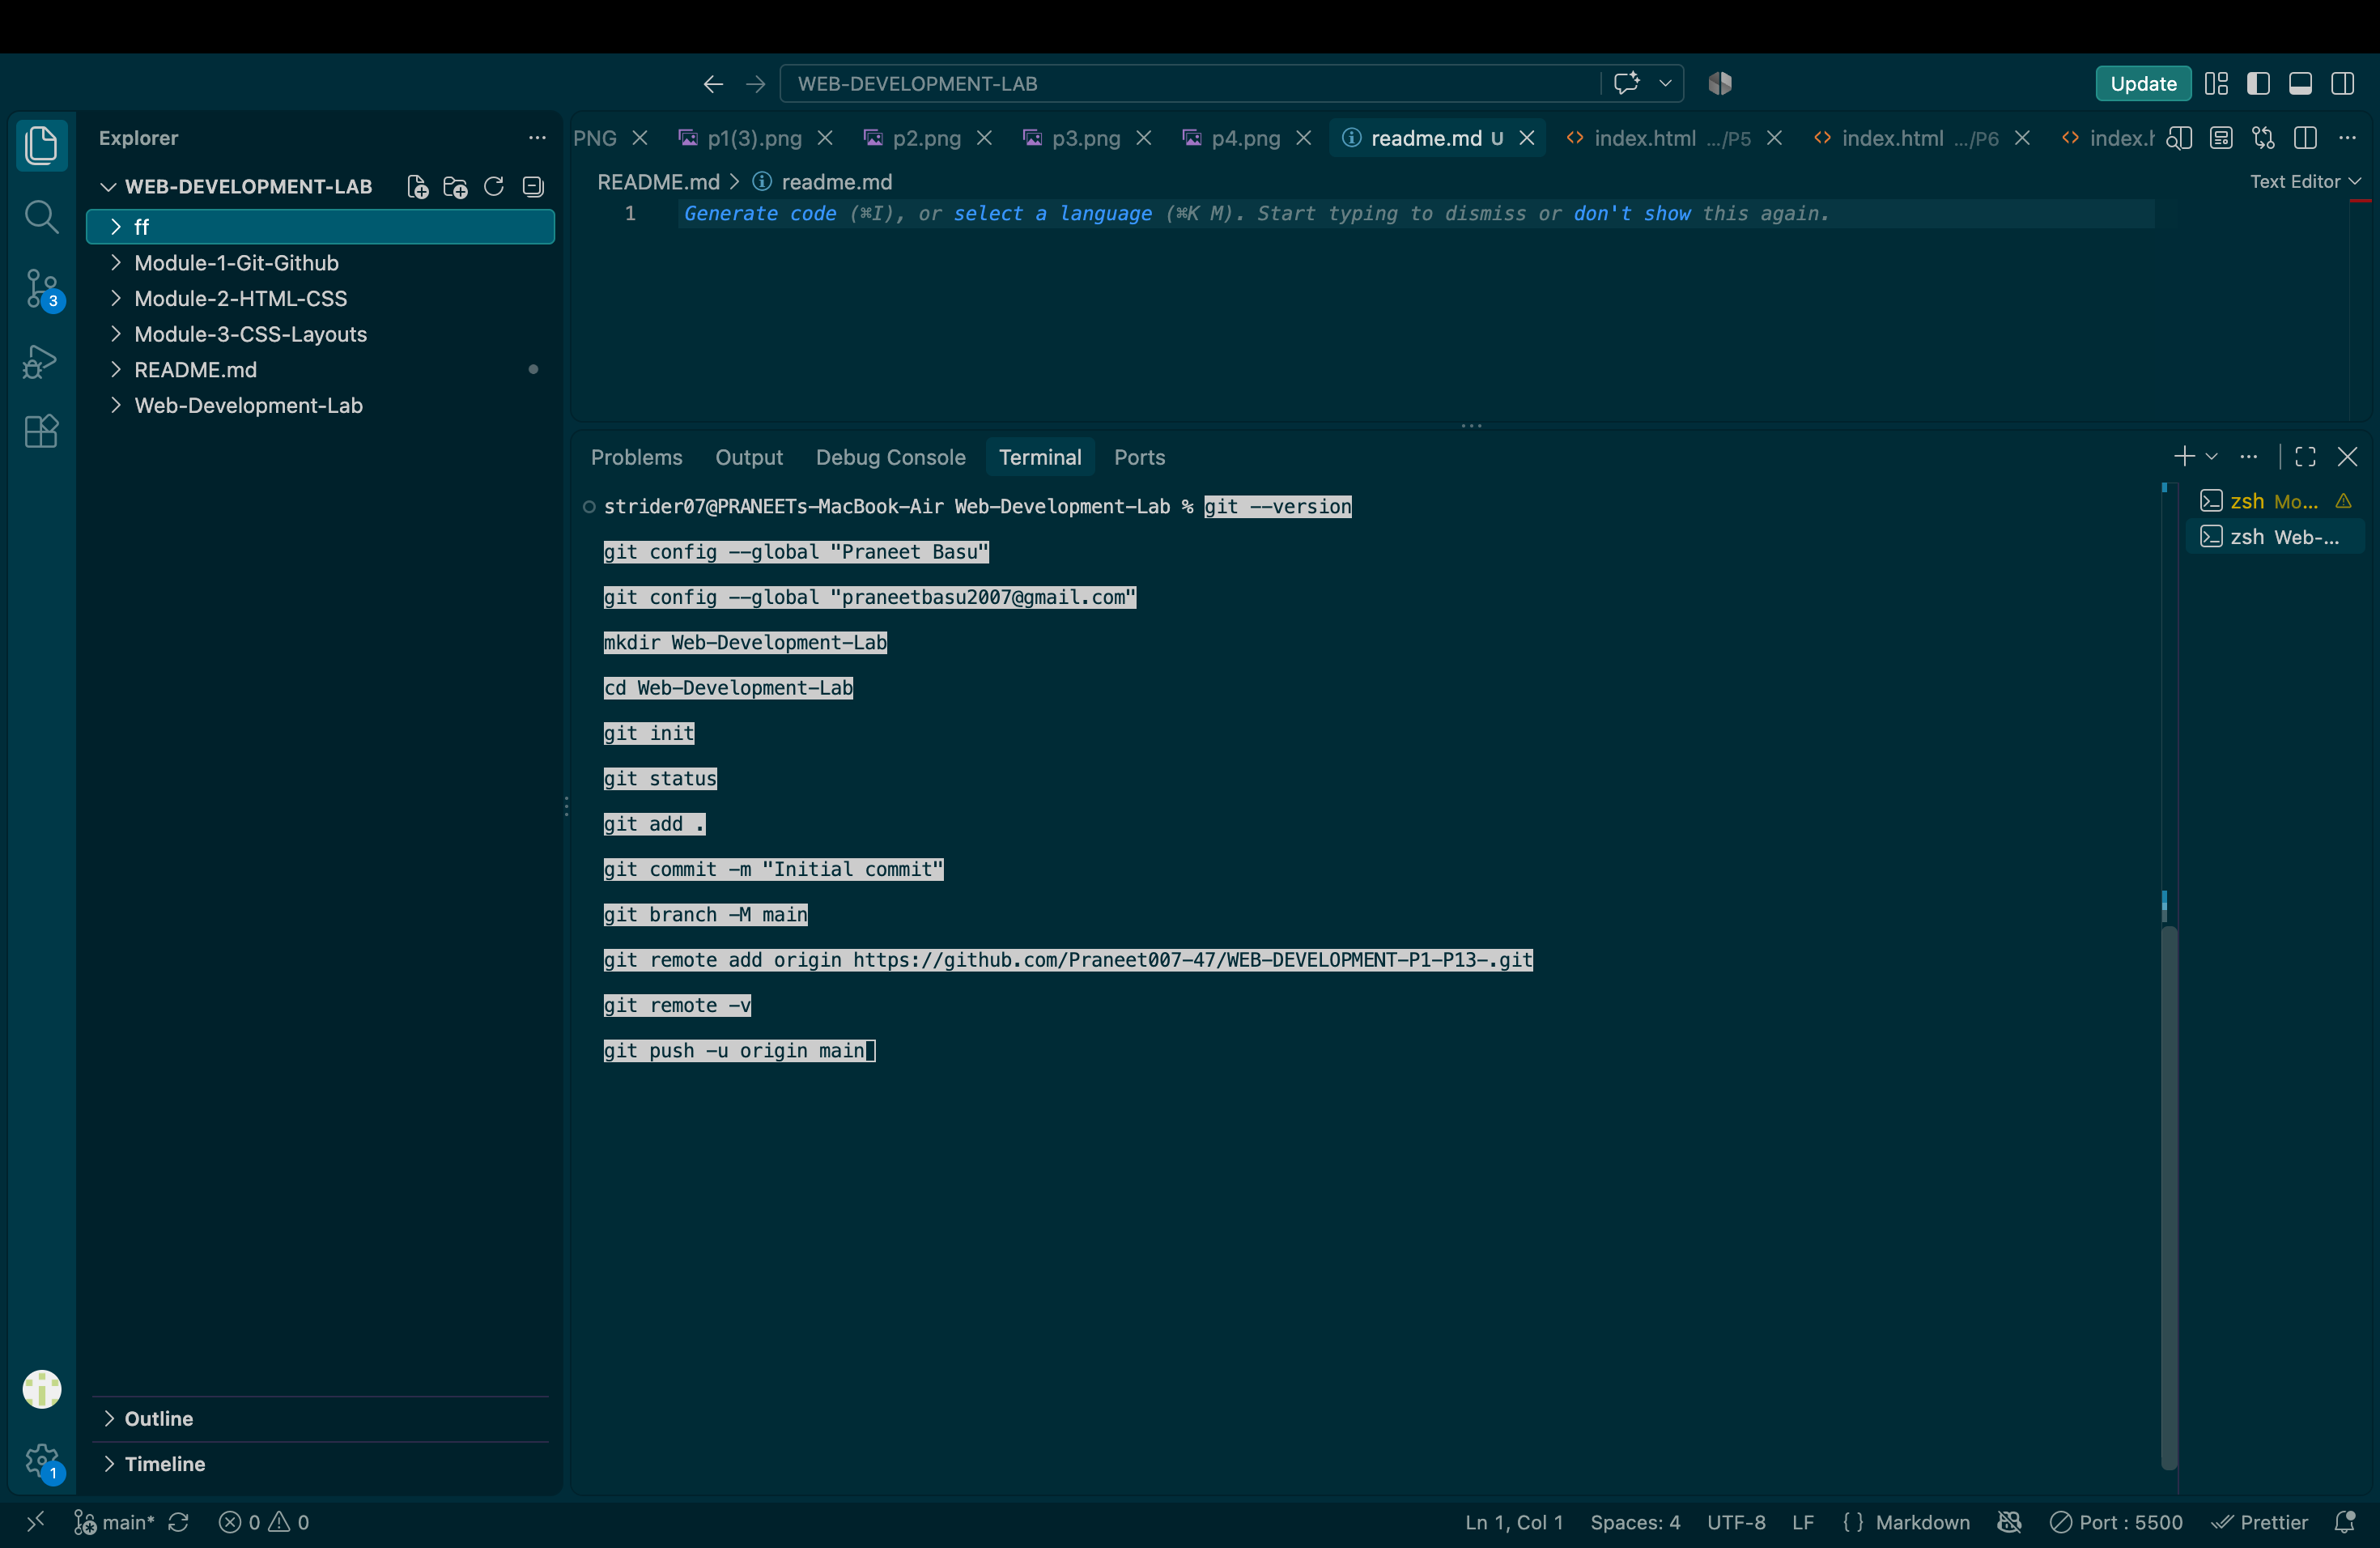 WEB-DEVELOPMENT-LAB
Update
Explorer
WEB-DEVELOPMENT-LAB
ff
Module-1-Git-Github
Module-2-HTML-CSS
Module-3-CSS-Layouts
README.md
Web-Development-Lab
3
PNG p1(3).png p2.png p3.png p4.png readme.md U index.html .../P5 index.html .../P6 index.h
README.md > readme.md
Text Editor
1 Generate code (⌘I), or select a language (⌘K M). Start typing to dismiss or don't show this again.
Problems Output Debug Console Terminal Ports
strider07@PRANEETs-MacBook-Air Web-Development-Lab % git --version
git config --global "Praneet Basu"
git config --global "praneetbasu2007@gmail.com"
mkdir Web-Development-Lab
cd Web-Development-Lab
git init
git status
git add .
git commit -m "Initial commit"
git branch -M main
git remote add origin https://github.com/Praneet007-47/WEB-DEVELOPMENT-P1-P13-.git
git remote -v
git push -u origin main
zsh Mo...
zsh Web-...
Outline
Timeline
1
main* 0 0
Ln 1, Col 1 Spaces: 4 UTF-8 LF { } Markdown Port : 5500 Prettier